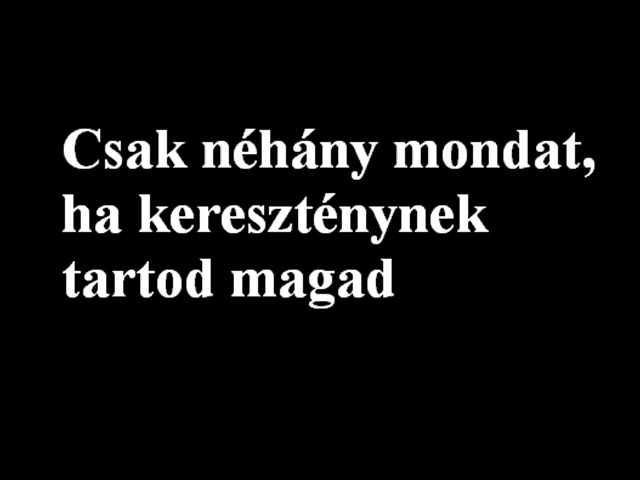 Csak néhány mondat,
ha kereszténynek
tartod magad